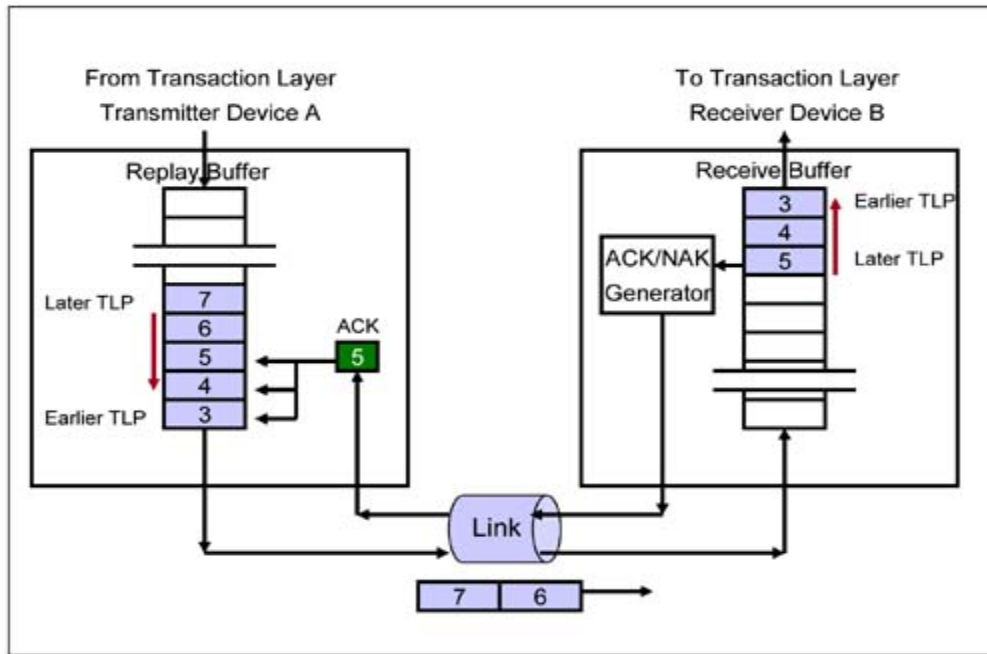 From Transaction Layer
Transmitter Device A
To Transaction Layer
Receiver Device B
Replay Buffer
Later TLP
Earlier TLP
7
6
5
4
3
ACK
5
Receive Buffer
3
4
5
Earlier TLP
Later TLP
ACK/NAK
Generator
Link
7 6